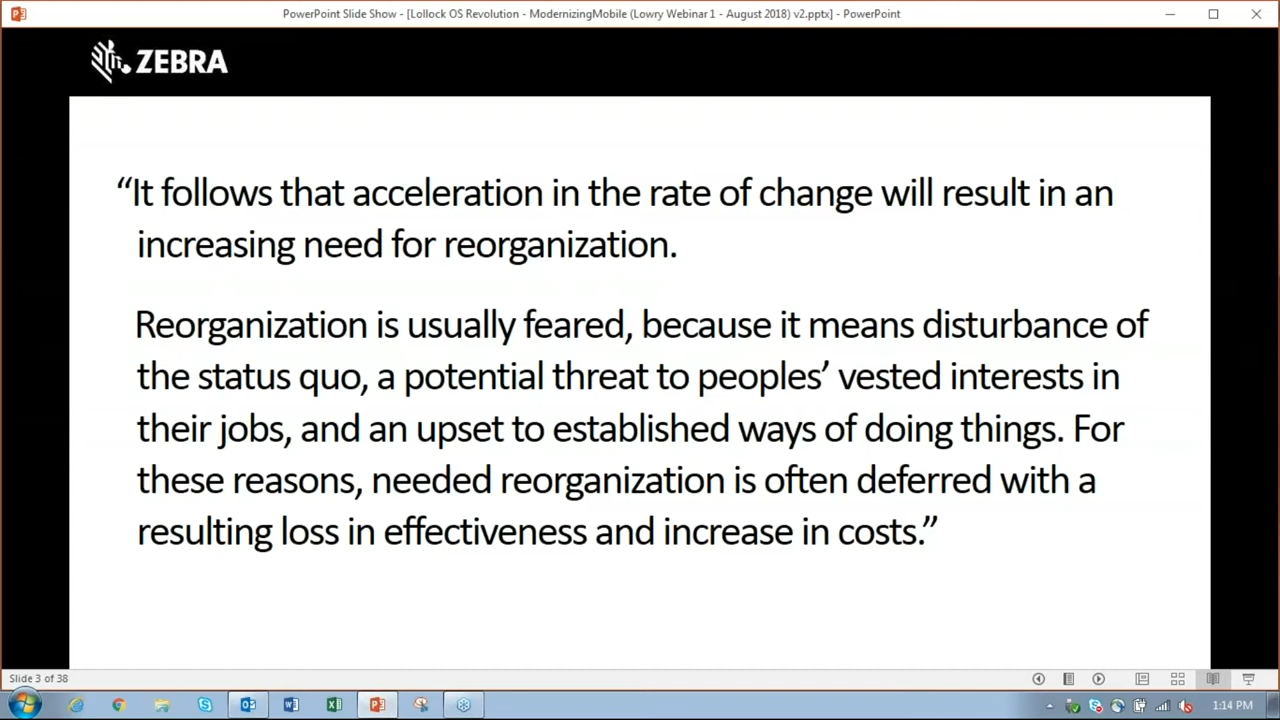 PowerPoint Slide Show - [Lollock OS Revolution - ModernizingMobile (Lowry Webinar 1 - August 2018) v2.pptx] - PowerPoint
ZEBRA
“It follows that acceleration in the rate of change will result in an
increasing need for reorganization.
Reorganization is usually feared, because it means disturbance of
the status quo, a potential threat to peoples’ vested interests in
their jobs, and an upset to established ways of doing things. For
these reasons, needed reorganization is often deferred with a
resulting loss in effectiveness and increase in costs.”
Slide 3 of 38
1:14 PM